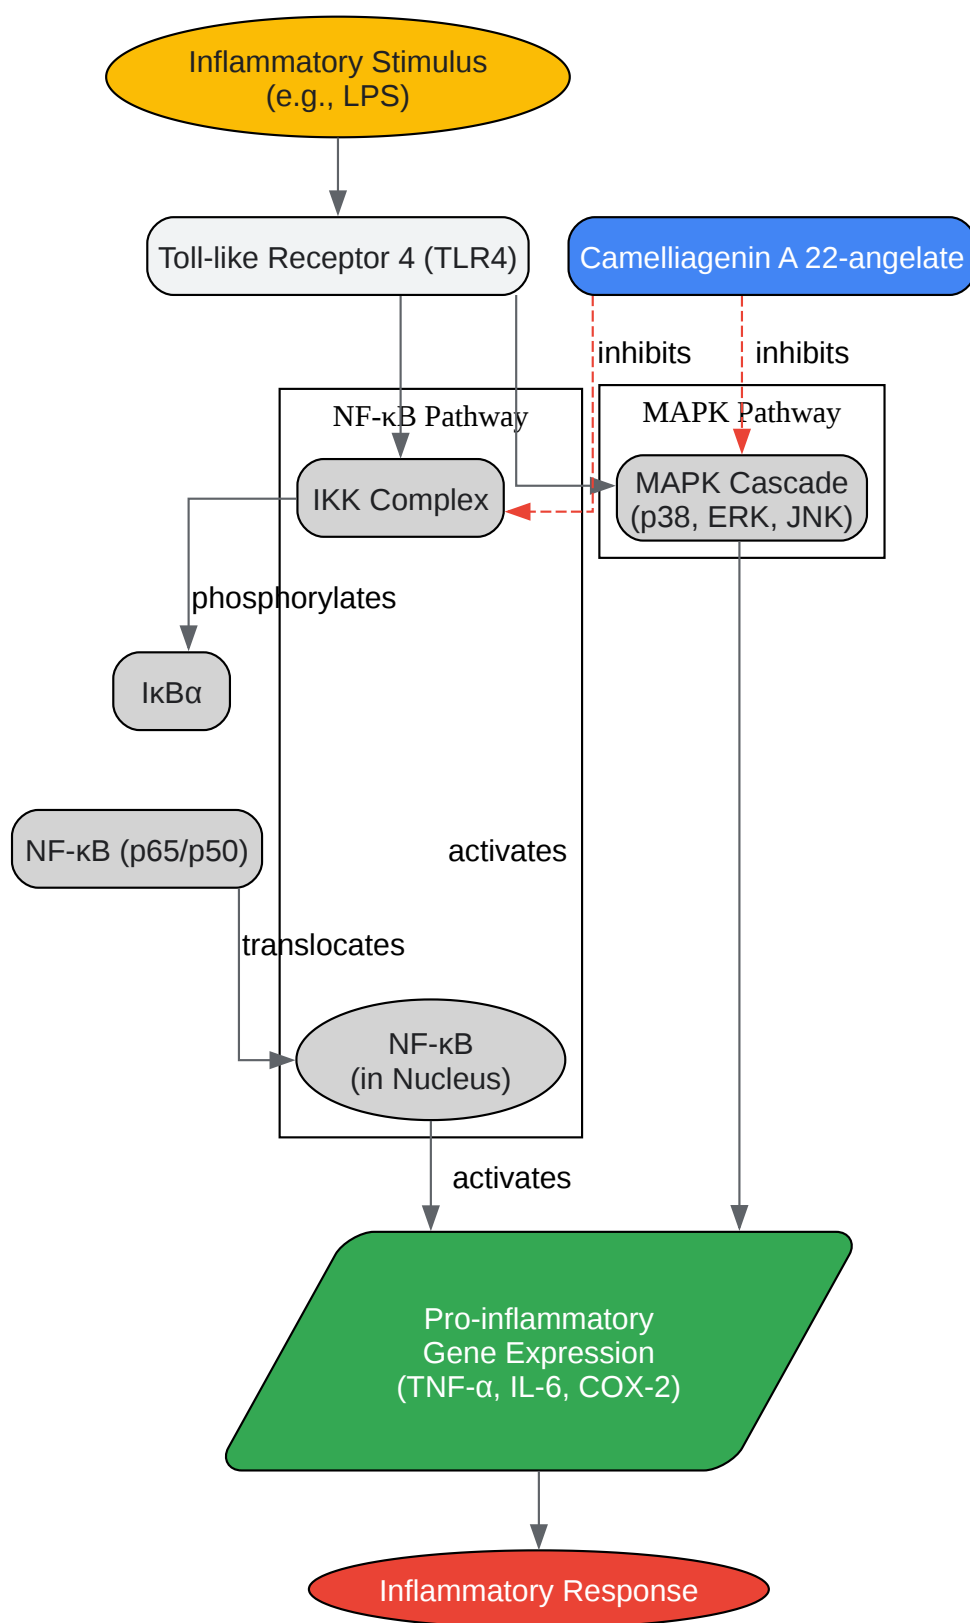 Inflammatory Stimulus
(e.g., LPS)
Toll-like Receptor 4 (TLR4)
Camelliagenin A 22-angelate
inhibits
inhibits
NF-κB Pathway
MAPK Pathway
IKK Complex
MAPK Cascade
(p38, ERK, JNK)
phosphorylates
IκBα
NF-κB (p65/p50)
activates
translocates
NF-κB
(in Nucleus)
activates
Pro-inflammatory
Gene Expression
(TNF-α, IL-6, COX-2)
Inflammatory Response